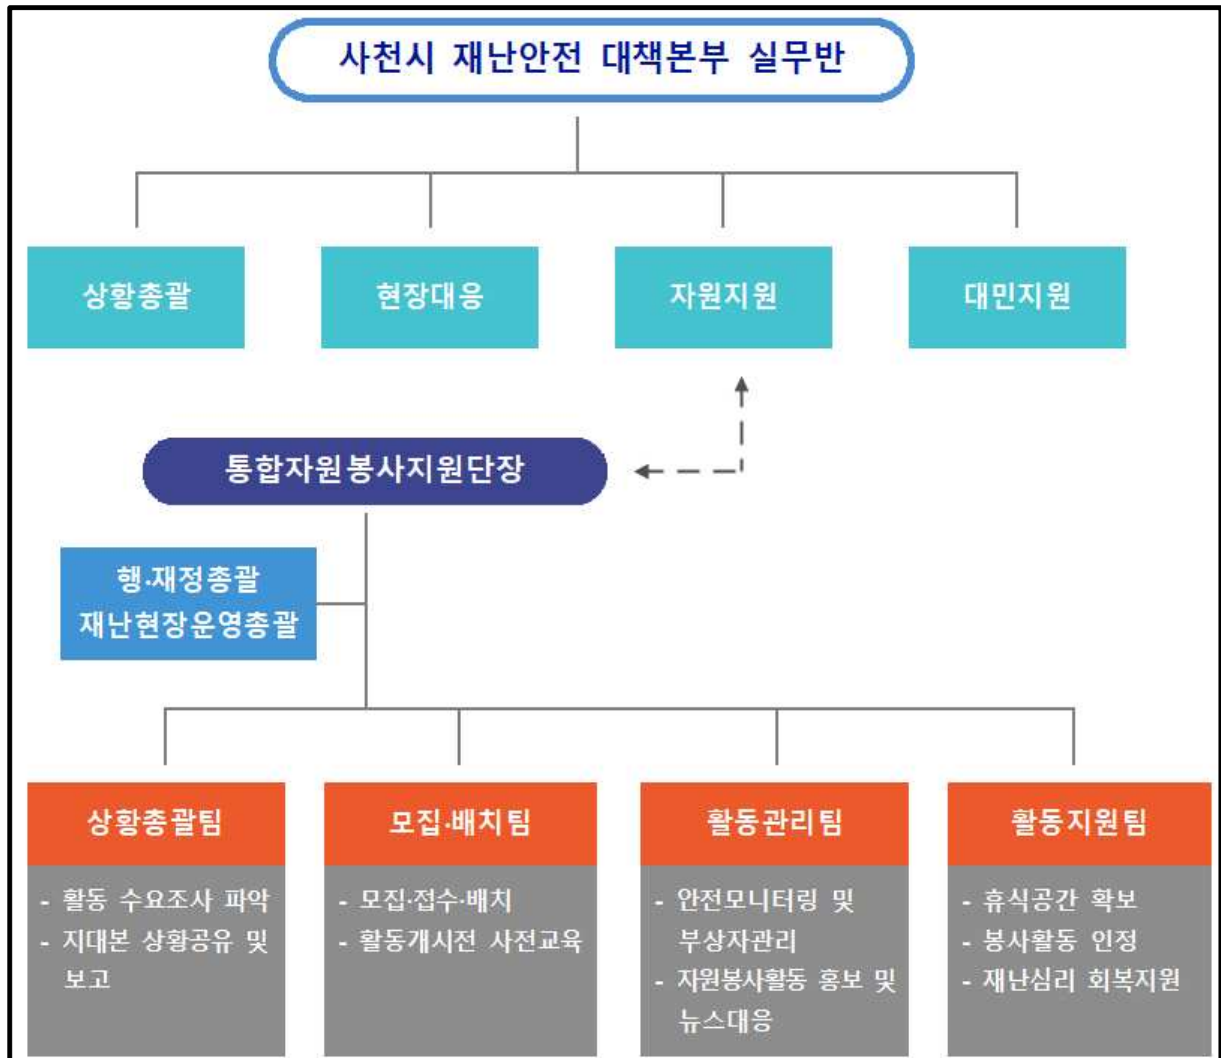 사천시 재난안전 대책본부 실무반
상황총괄
현장대응
자원지원
대민지원
통합자원봉사지원단장
행·재정총괄
재난현장운영총괄
상황총괄팀
- 활동 수요조사 파악
- 지대본 상황공유 및
보고
모집·배치팀
- 모집·접수·배치
- 활동개시전 사전교육
활동관리팀
- 안전모니터링 및
부상자관리
- 자원봉사활동 홍보 및
뉴스대응
활동지원팀
- 휴식공간 확보
- 봉사활동 인정
- 재난심리 회복지원